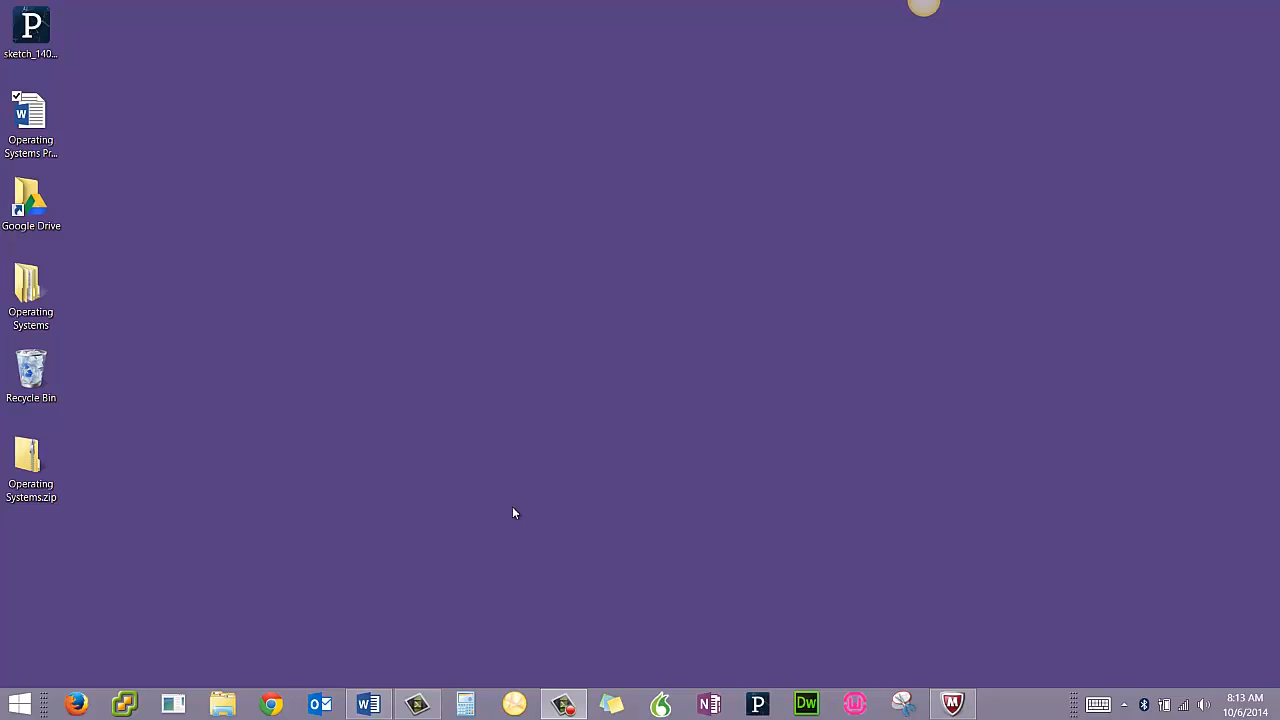 P
sketch_140...
W
Operating
Systems Pr...
Google Drive
Operating
Systems
Recycle Bin
Operating
Systems.zip
P
Dw
8:13 AM
10/6/2014